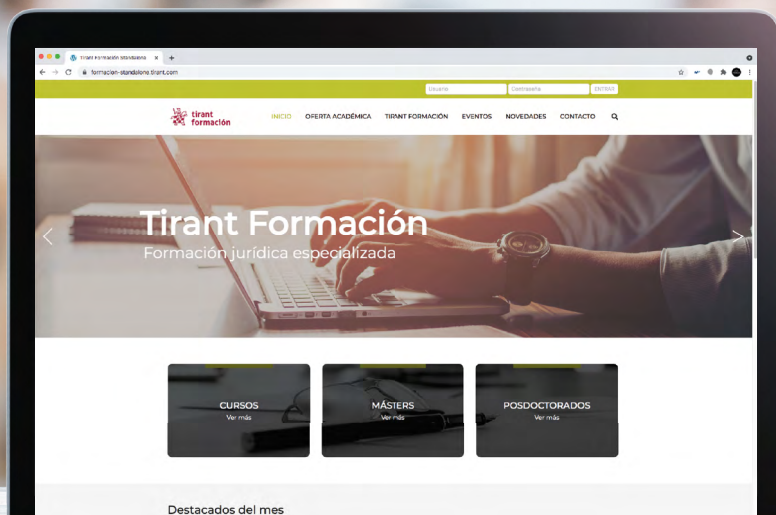 Tirant Formación Standalone
formacion-standalone.tirant.com
Usuario Contraseña ENTRAR
tirant
formación
INICIO OFERTA ACADÉMICA TIRANT FORMACIÓN EVENTOS NOVEDADES CONTACTO
Tirant Formación
Formación jurídica especializada
CURSOS MÁSTERS POSDOCTORADOS
Ver más Ver más Ver más
Destacados del mes